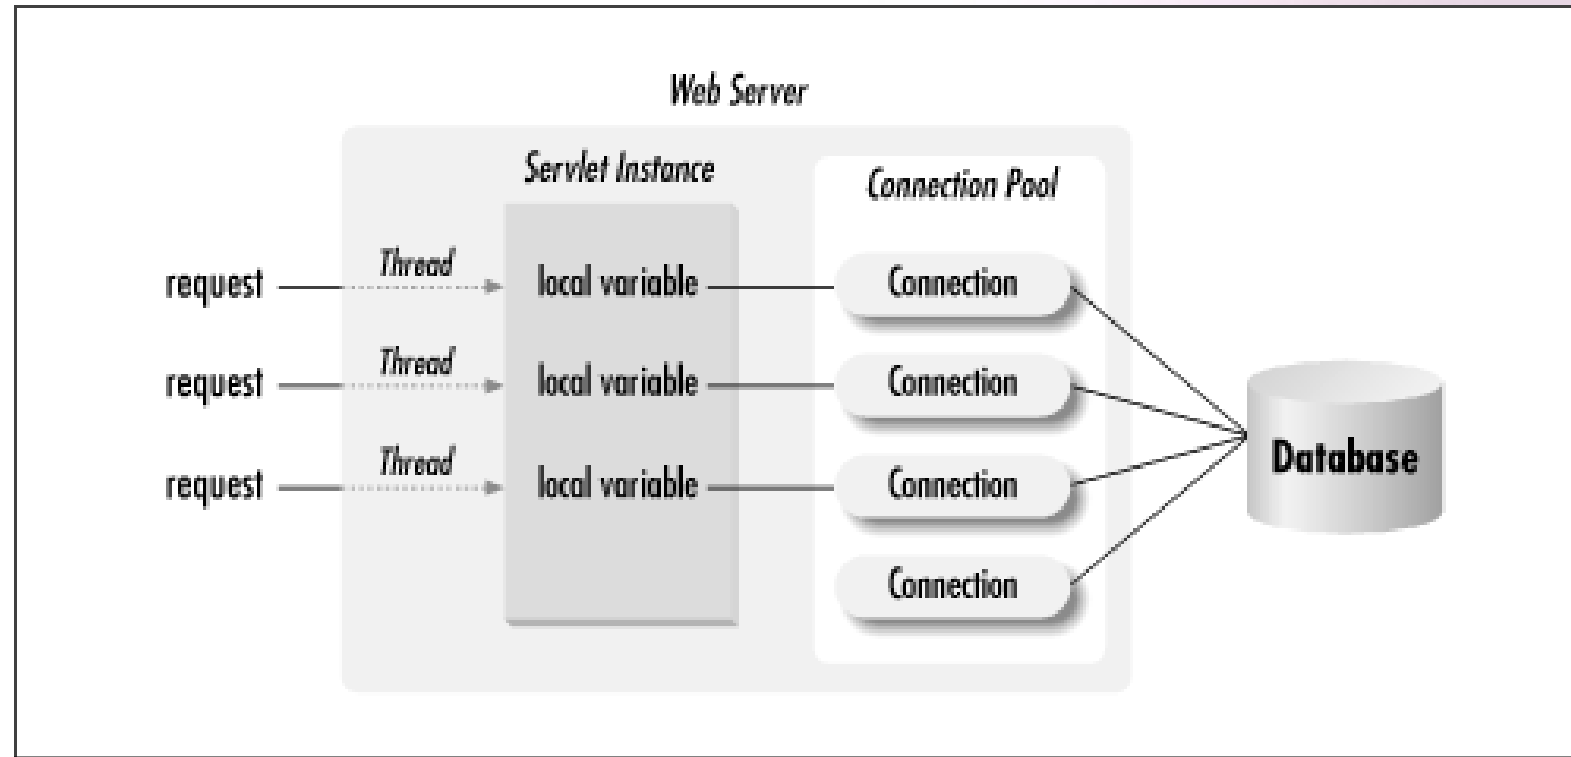 Web Server
Servlet Instance
Connection Pool
Thread
request
local variable
Connection
Thread
request
local variable
Connection
Thread
request
local variable
Connection
Connection
Database